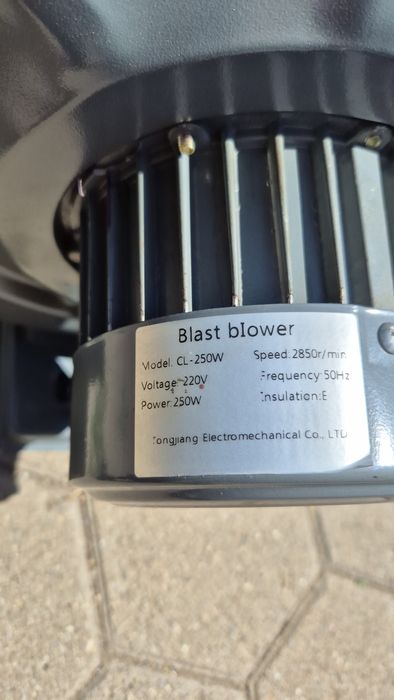 Blast blower
Model. CL-250W Speed:2850r/min
Voltage:220V Frequency:50Hz
Power:250W Insulation:E
Tongjiang Electromechanical Co., LTD